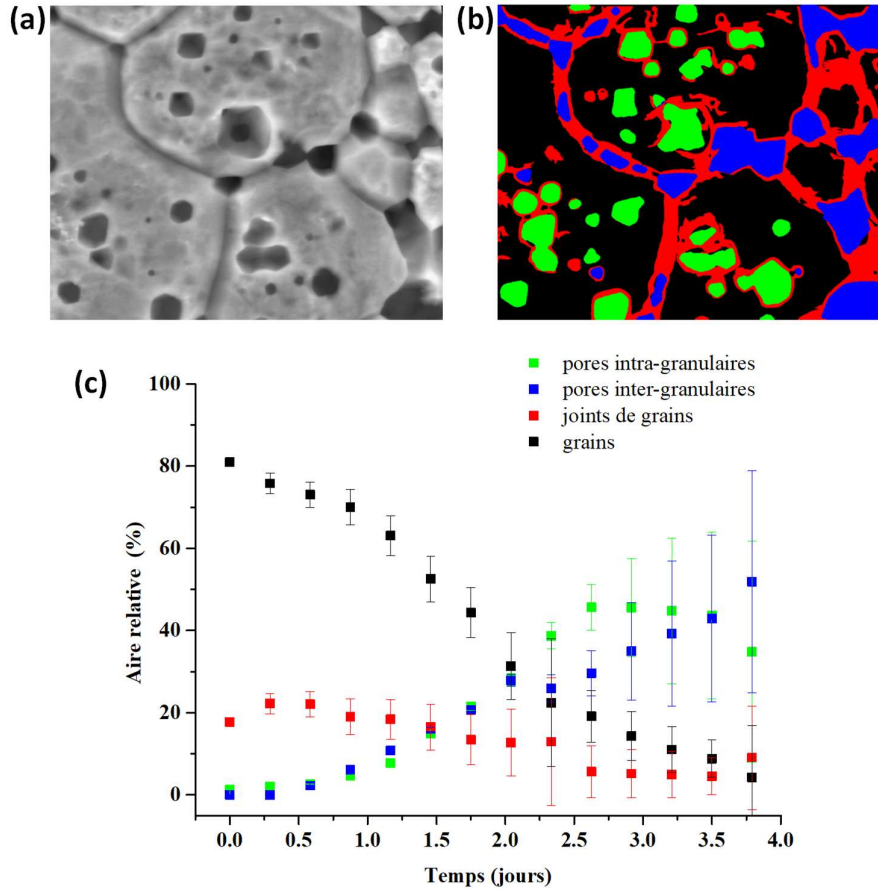 (a)
(b)
(c)
pores intra-granulaires
pores inter-granulaires
joints de grains
grains
Aire relative (%)
100
80
60
40
20
0
0.0 0.5 1.0 1.5 2.0 2.5 3.0 3.5 4.0
Temps (jours)